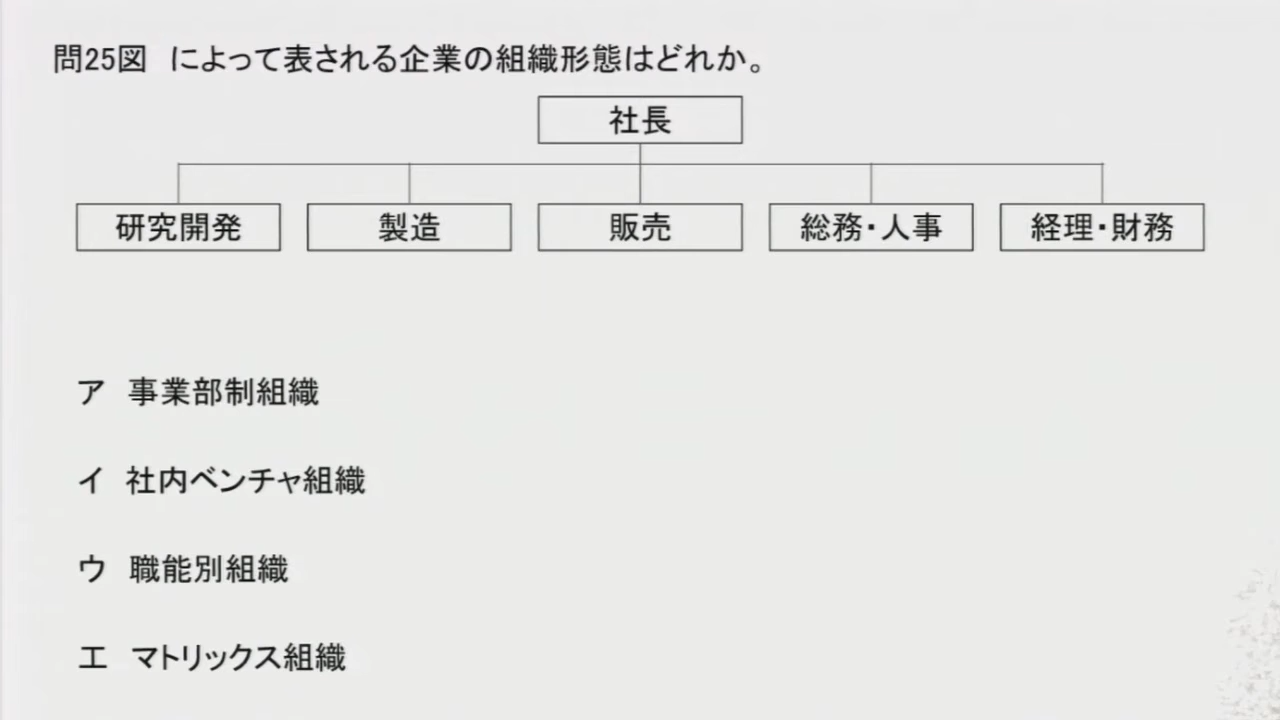 問25図　によって表される企業の組織形態はどれか。
社長
研究開発　製造　販売　総務・人事　経理・財務
ア　事業部制組織
イ　社内ベンチャ組織
ウ　職能別組織
エ　マトリックス組織